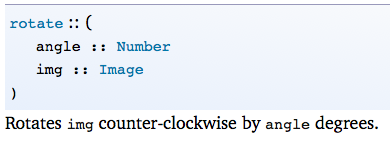 rotate :: (
angle :: Number
img :: Image
)
Rotates img counter-clockwise by angle degrees.